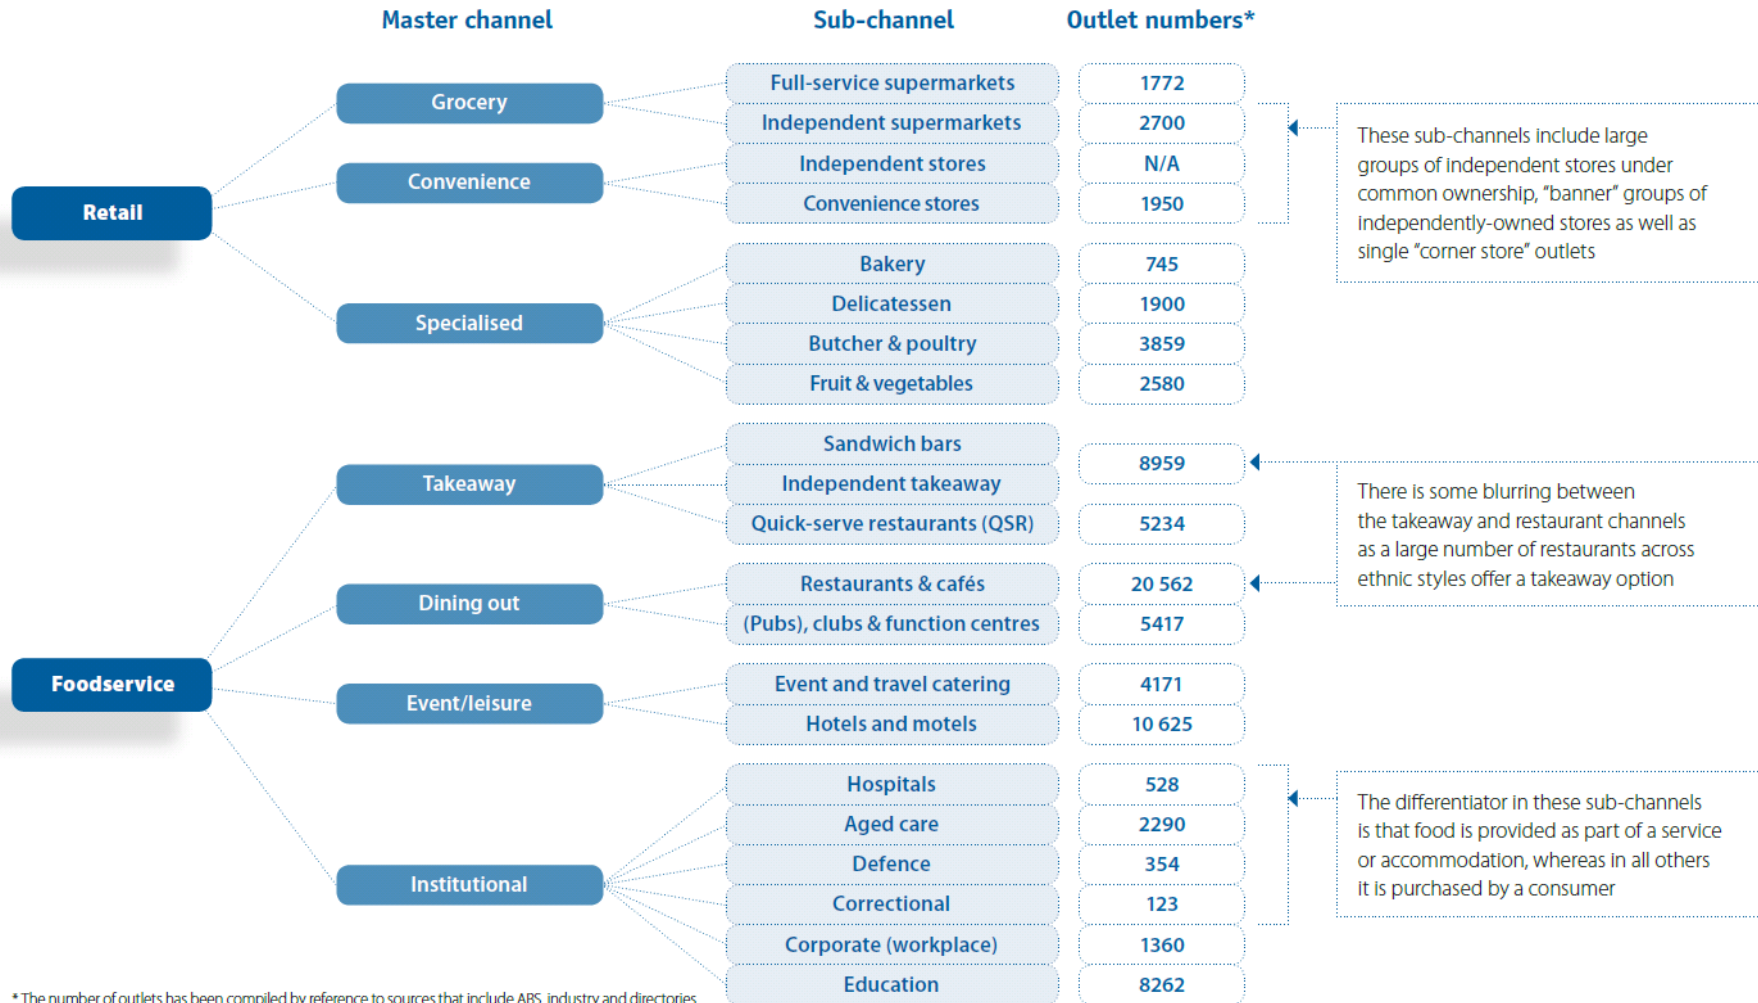 Master channel Sub-channel Outlet numbers*
Retail
Grocery
Full-service supermarkets 1772
Independent supermarkets 2700
Convenience
Independent stores N/A
Convenience stores 1950
These sub-channels include large
groups of independent stores under
common ownership, “banner” groups of
independently-owned stores as well as
single “corner store” outlets
Specialised
Bakery 745
Delicatessen 1900
Butcher & poultry 3859
Fruit & vegetables 2580
Foodservice
Takeaway
Sandwich bars
Independent takeaway
8959
Quick-serve restaurants (QSR) 5234
Dining out
Restaurants & cafés 20 562
(Pubs), clubs & function centres 5417
There is some blurring between
the takeaway and restaurant channels
as a large number of restaurants across
ethnic styles offer a takeaway option
Event/leisure
Event and travel catering 4171
Hotels and motels 10 625
Institutional
Hospitals 528
Aged care 2290
Defence 354
Correctional 123
Corporate (workplace) 1360
Education 8262
The differentiator in these sub-channels
is that food is provided as part of a service
or accommodation, whereas in all others
it is purchased by a consumer
* The number of outlets has been compiled by reference to sources that include ABS, industry and directories